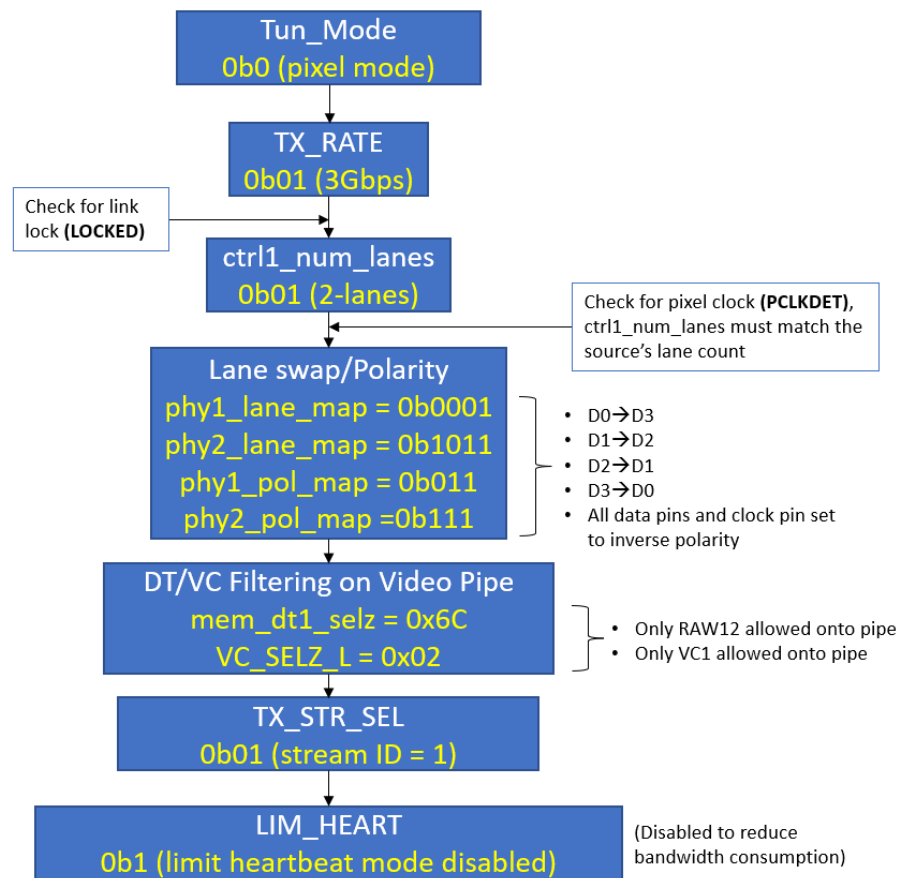 Tun_Mode
0b0 (pixel mode)
TX_RATE
0b01 (3Gbps)
Check for link
lock (LOCKED)
ctrl1_num_lanes
0b01 (2-lanes)
Check for pixel clock (PCLKDET),
ctrl1_num_lanes must match the
source's lane count
Lane swap/Polarity
phy1_lane_map = 0b0001
phy2_lane_map = 0b1011
phy1_pol_map = 0b011
phy2_pol_map =0b111
• D0→D3
• D1→D2
• D2→D1
• D3→D0
• All data pins and clock pin set
to inverse polarity
DT/VC Filtering on Video Pipe
mem_dt1_selz = 0x6C
VC_SELZ_L = 0x02
• Only RAW12 allowed onto pipe
• Only VC1 allowed onto pipe
TX_STR_SEL
0b01 (stream ID = 1)
LIM_HEART
0b1 (limit heartbeat mode disabled)
(Disabled to reduce
bandwidth consumption)